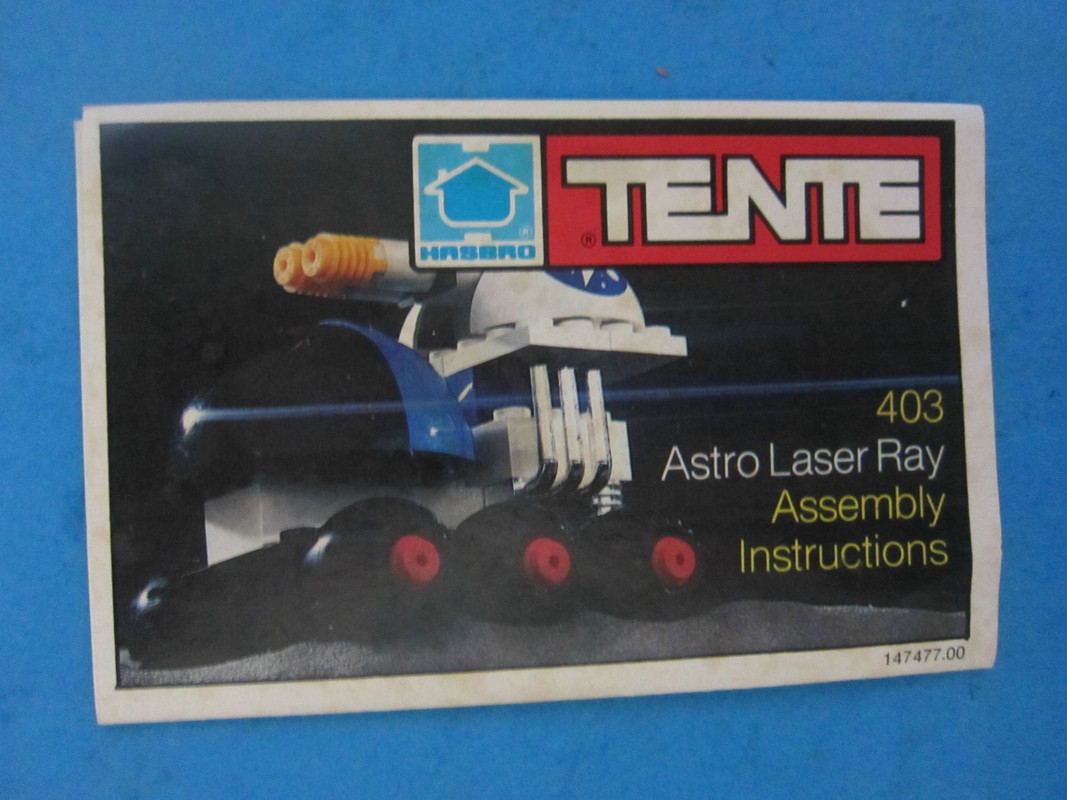 HASBRO
®
TENTE
®
403
Astro Laser Ray
Assembly
Instructions
147477.00